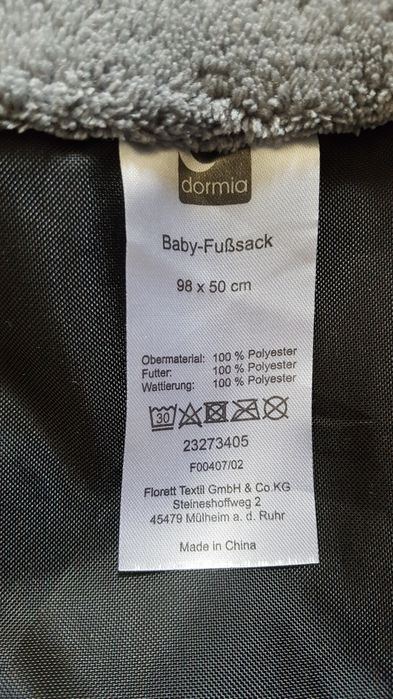 dormia
Baby-Fußsack
98 x 50 cm
Obermaterial: 100 % Polyester
Futter: 100 % Polyester
Wattierung: 100 % Polyester
30
23273405
F00407/02
Florett Textil GmbH & Co.KG
Steineshoffweg 2
45479 Mülheim a. d. Ruhr
Made in China